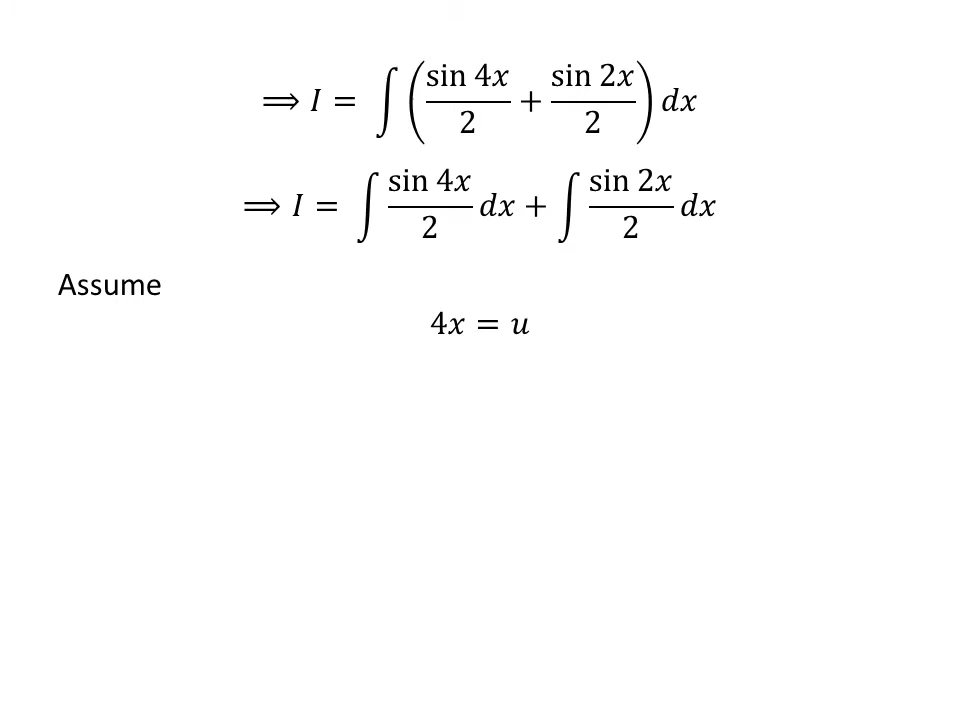 ⟹ 𝐼 = ∫ (sin 4𝑥/2 + sin 2𝑥/2) 𝑑𝑥
⟹ 𝐼 = ∫ sin 4𝑥/2 𝑑𝑥 + ∫ sin 2𝑥/2 𝑑𝑥
Assume
4𝑥 = 𝑢